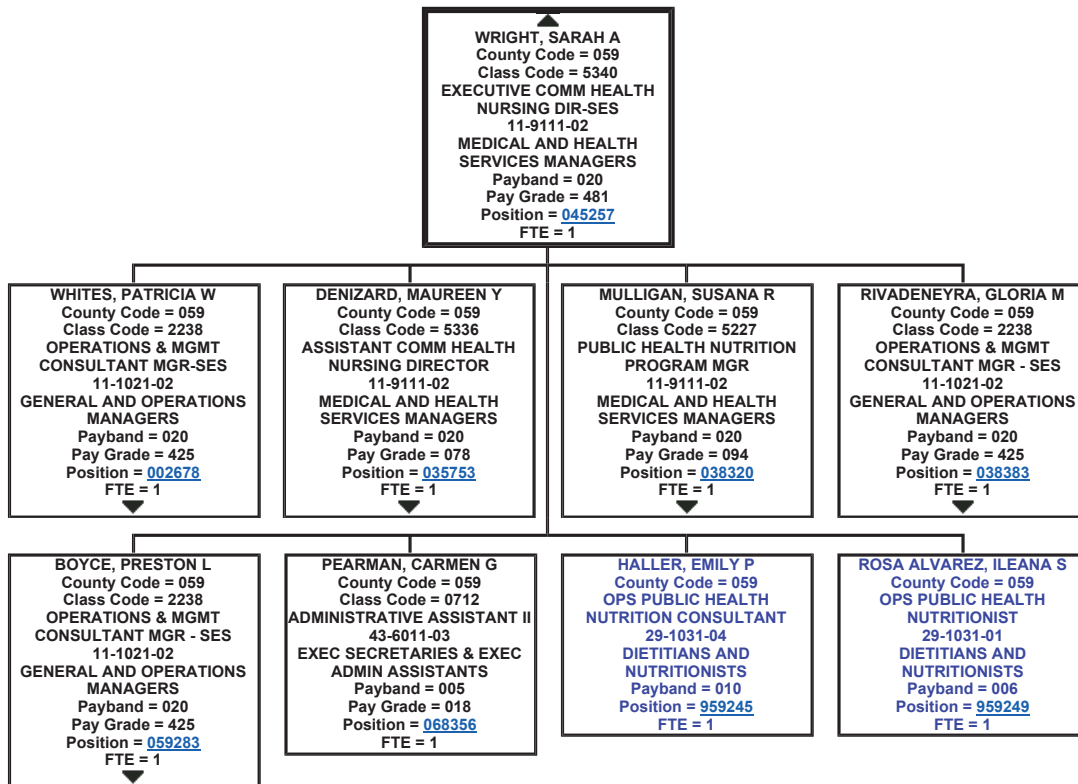 WRIGHT, SARAH A
County Code = 059
Class Code = 5340
EXECUTIVE COMM HEALTH
NURSING DIR-SES
11-9111-02
MEDICAL AND HEALTH
SERVICES MANAGERS
Payband = 020
Pay Grade = 481
Position = 045257
FTE = 1
WHITES, PATRICIA W
County Code = 059
Class Code = 2238
OPERATIONS & MGMT
CONSULTANT MGR-SES
11-1021-02
GENERAL AND OPERATIONS
MANAGERS
Payband = 020
Pay Grade = 425
Position = 002678
FTE = 1
DENIZARD, MAUREEN Y
County Code = 059
Class Code = 5336
ASSISTANT COMM HEALTH
NURSING DIRECTOR
11-9111-02
MEDICAL AND HEALTH
SERVICES MANAGERS
Payband = 020
Pay Grade = 078
Position = 035753
FTE = 1
MULLIGAN, SUSANA R
County Code = 059
Class Code = 5227
PUBLIC HEALTH NUTRITION
PROGRAM MGR
11-9111-02
MEDICAL AND HEALTH
SERVICES MANAGERS
Payband = 020
Pay Grade = 094
Position = 038320
FTE = 1
RIVADENEYRA, GLORIA M
County Code = 059
Class Code = 2238
OPERATIONS & MGMT
CONSULTANT MGR - SES
11-1021-02
GENERAL AND OPERATIONS
MANAGERS
Payband = 020
Pay Grade = 425
Position = 038383
FTE = 1
BOYCE, PRESTON L
County Code = 059
Class Code = 2238
OPERATIONS & MGMT
CONSULTANT MGR - SES
11-1021-02
GENERAL AND OPERATIONS
MANAGERS
Payband = 020
Pay Grade = 425
Position = 059283
FTE = 1
PEARMAN, CARMEN G
County Code = 059
Class Code = 0712
ADMINISTRATIVE ASSISTANT II
43-6011-03
EXEC SECRETARIES & EXEC
ADMIN ASSISTANTS
Payband = 005
Pay Grade = 018
Position = 068356
FTE = 1
HALLER, EMILY P
County Code = 059
OPS PUBLIC HEALTH
NUTRITION CONSULTANT
29-1031-04
DIETITIANS AND
NUTRITIONISTS
Payband = 010
Position = 959245
FTE = 1
ROSA ALVAREZ, ILEANA S
County Code = 059
OPS PUBLIC HEALTH
NUTRITIONIST
29-1031-01
DIETITIANS AND
NUTRITIONISTS
Payband = 006
Position = 959249
FTE = 1